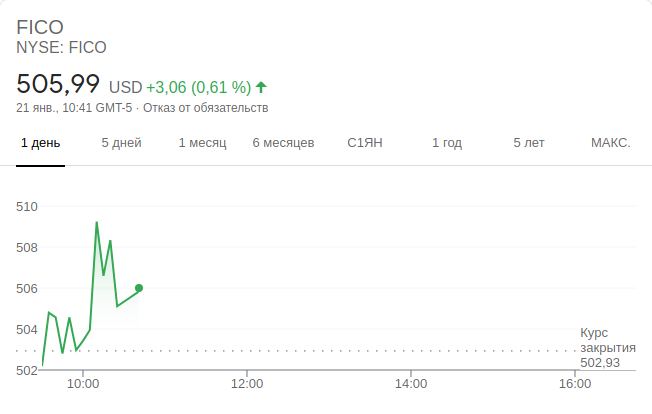 FICO
NYSE: FICO
505,99 USD +3,06 (0,61 %)
21 янв., 10:41 GMT-5 · Отказ от обязательств
1 день 5 дней 1 месяц 6 месяцев С1ЯН 1 год 5 лет МАКС.
510
508
506
504
502
Курс
закрытия
502,93
10:00 12:00 14:00 16:00